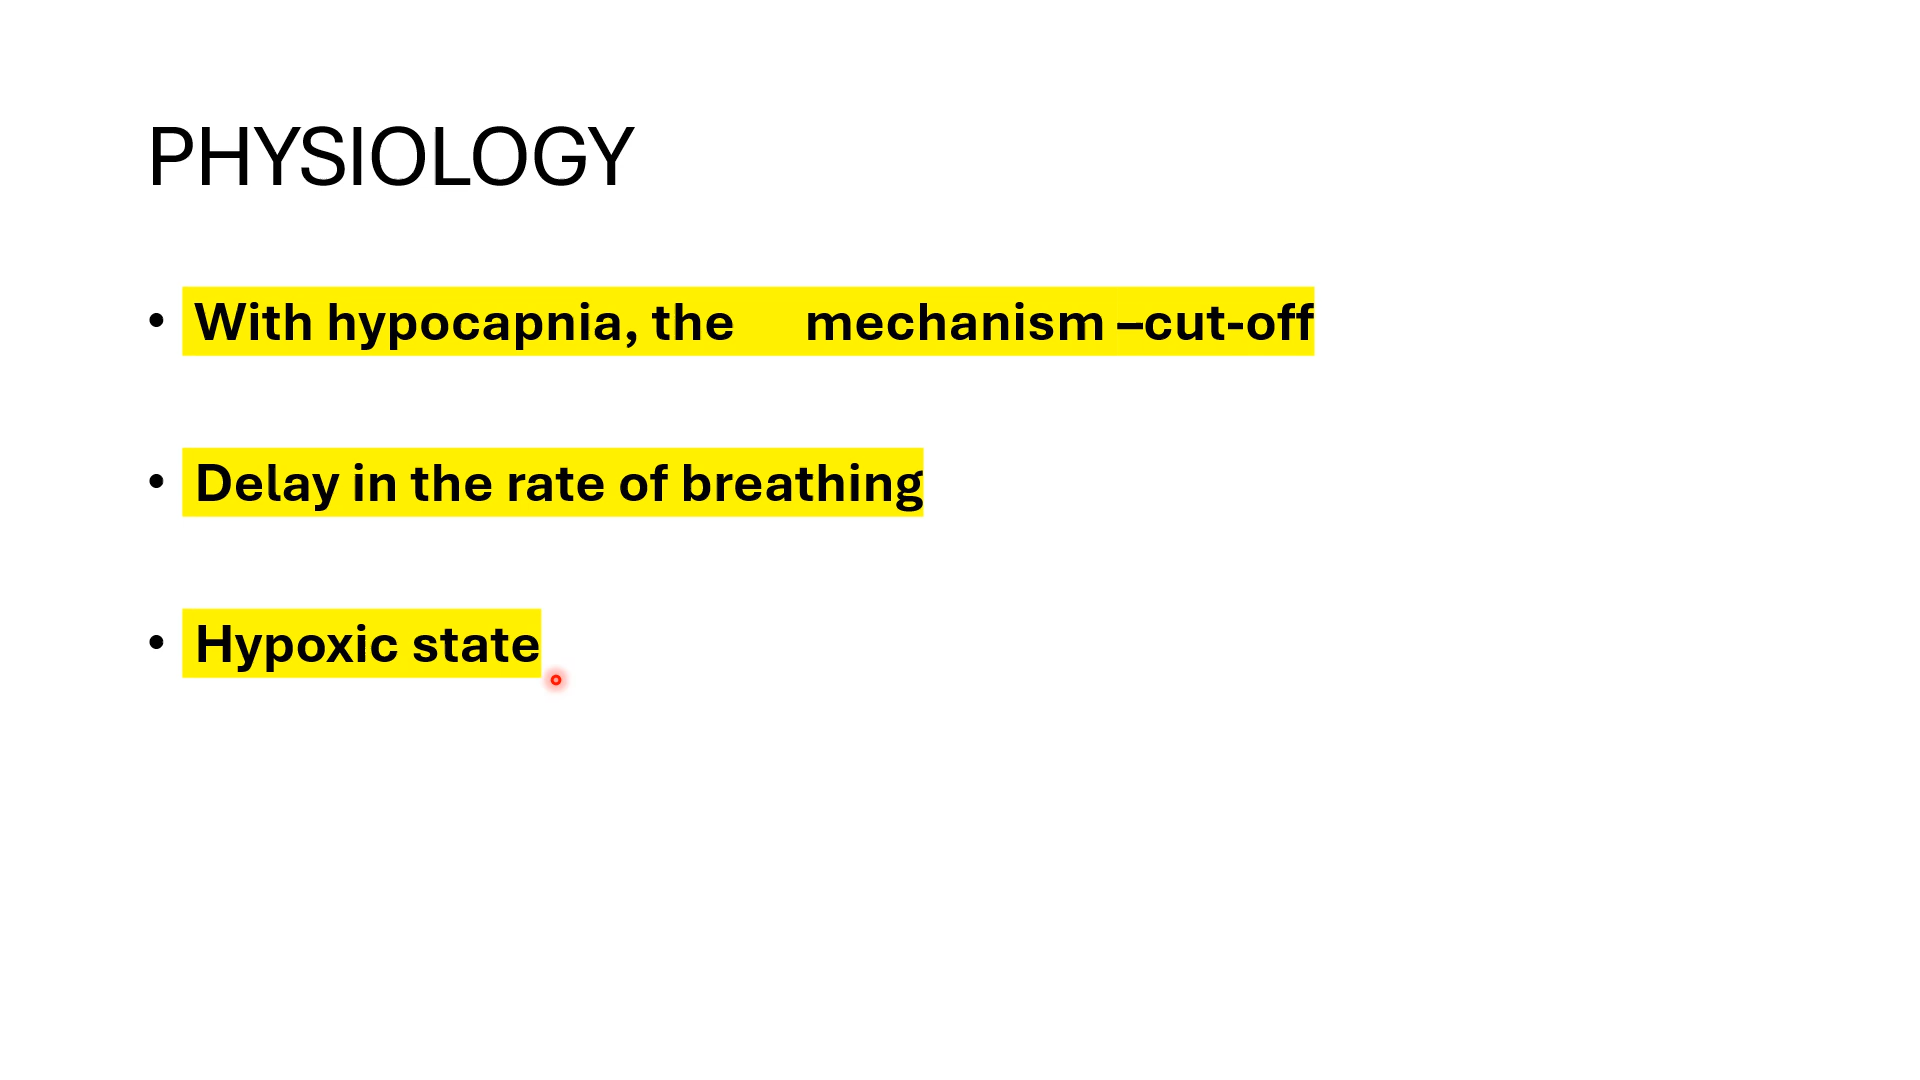 PHYSIOLOGY
• With hypocapnia, the mechanism –cut-off
• Delay in the rate of breathing
• Hypoxic state